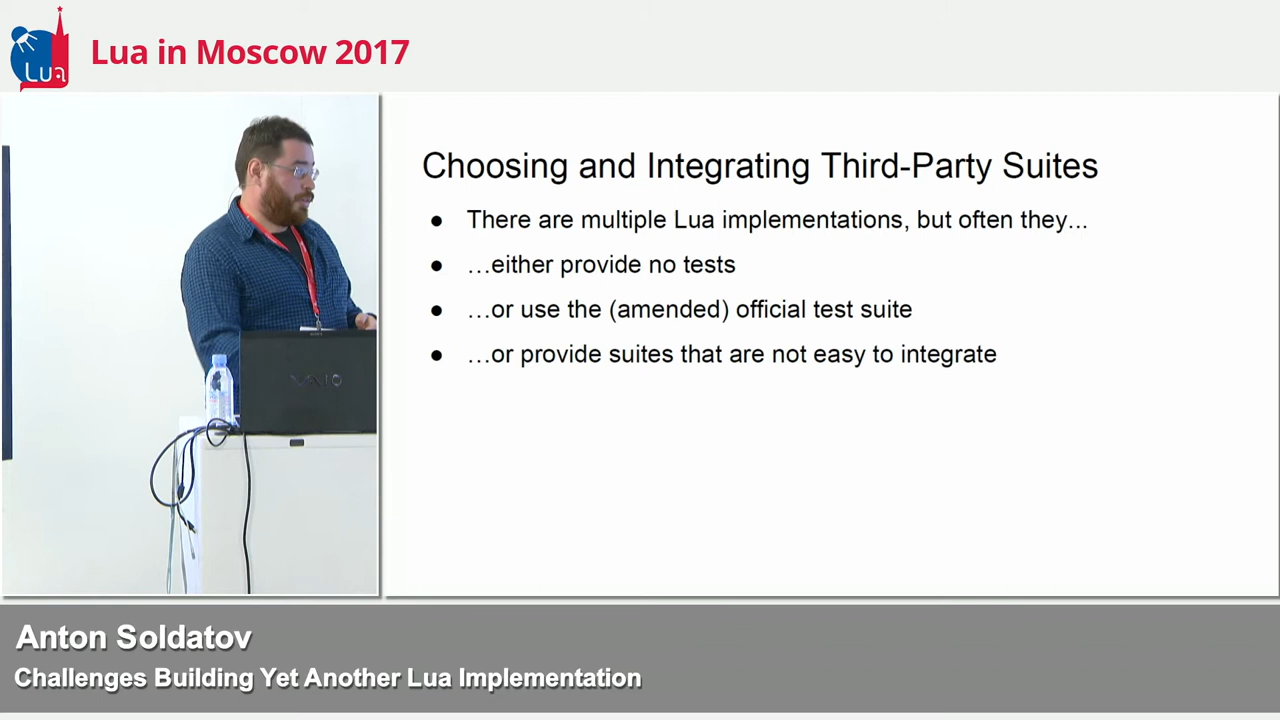 Lua
Lua in Moscow 2017
Choosing and Integrating Third-Party Suites
● There are multiple Lua implementations, but often they...
● …either provide no tests
● …or use the (amended) official test suite
● …or provide suites that are not easy to integrate
VAIO
Anton Soldatov
Challenges Building Yet Another Lua Implementation